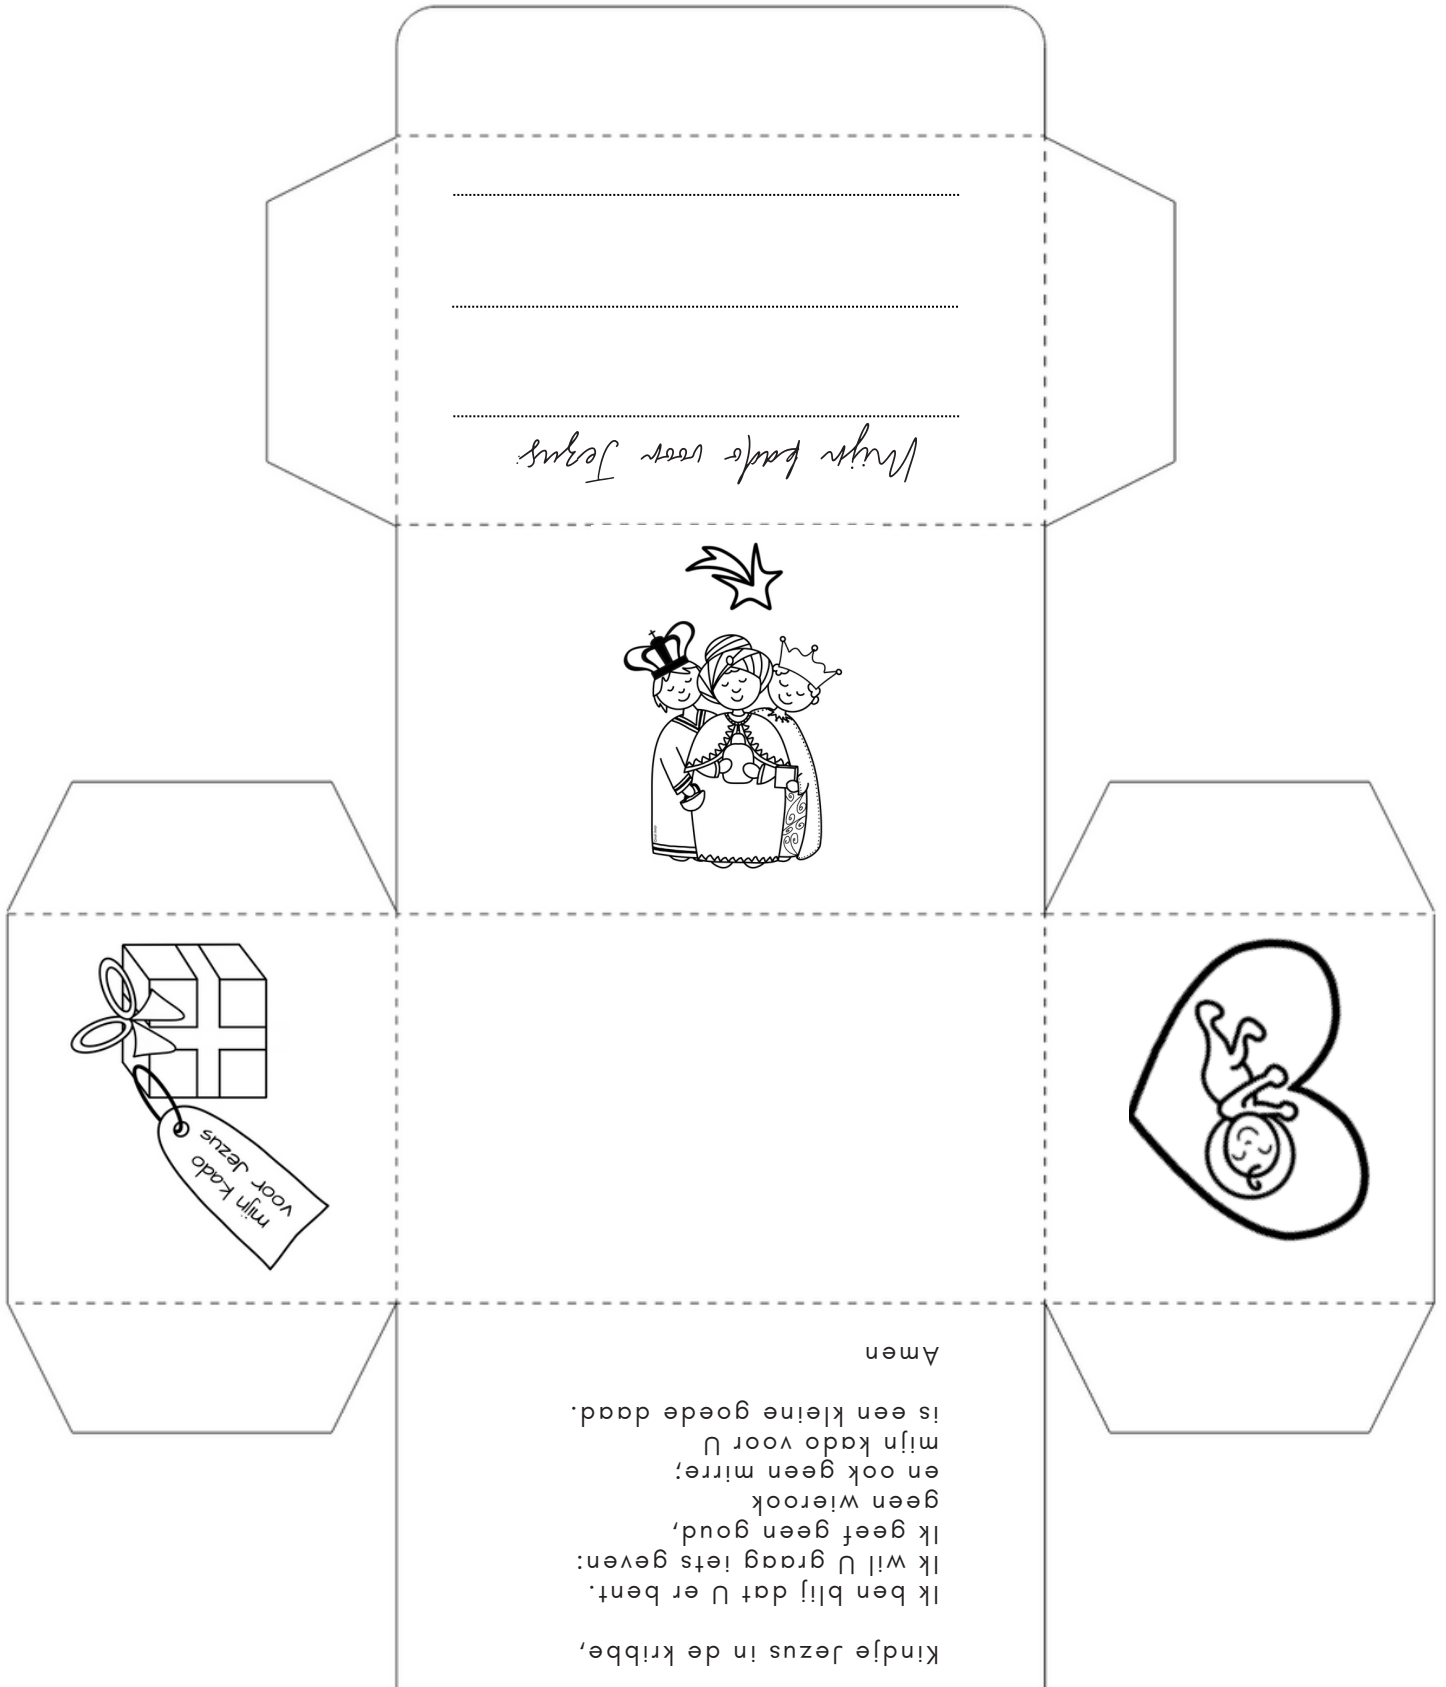 Mijn kado voor Jezus:
mijn kado
voor Jezus
Kindje Jezus in de kribbe,
Ik ben blij dat U er bent.
Ik wil U graag iets geven:
Ik geef geen goud,
geen wierook
en ook geen mirre;
mijn kado voor U
is een kleine goede daad.
Amen